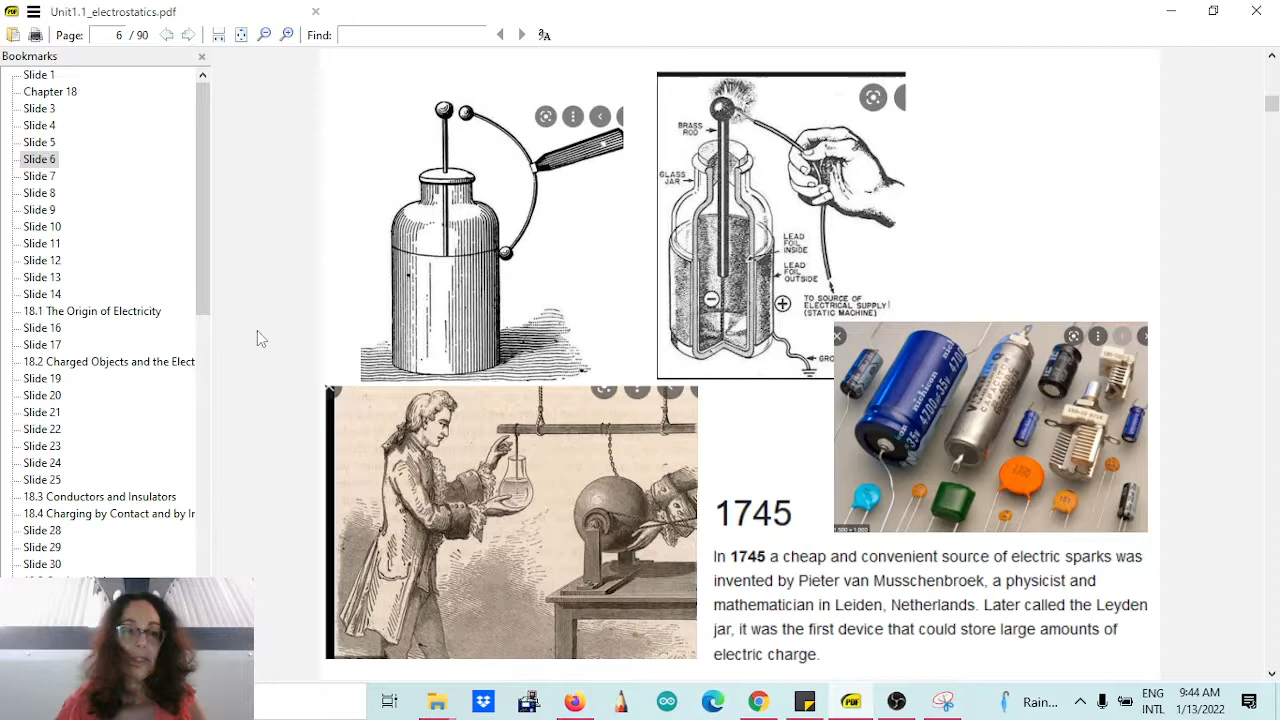 Unit1.1_electrostatics.pdf
Page: 6 / 90 Find:
Bookmarks
Slide 1
Chapter 18
Slide 3
Slide 4
Slide 5
Slide 6
Slide 7
Slide 8
Slide 9
Slide 10
Slide 11
Slide 12
Slide 13
Slide 14
18.1 The Origin of Electricity
Slide 16
Slide 17
18.2 Charged Objects and the Elect
Slide 19
Slide 20
Slide 21
Slide 22
Slide 23
Slide 24
Slide 25
18.3 Conductors and Insulators
18.4 Charging by Contact and by In
Slide 28
Slide 29
Slide 30
BRASS
ROD
GLASS
JAR
LEAD
FOIL
INSIDE
LEAD
FOIL
OUTSIDE
TO SOURCE OF
ELECTRICAL SUPPLY
(STATIC MACHINE)
GRO
nichicon
4700
35v
1745
In 1745 a cheap and convenient source of electric sparks was
invented by Pieter van Musschenbroek, a physicist and
mathematician in Leiden, Netherlands. Later called the Leyden
jar, it was the first device that could store large amounts of
electric charge.
Rain...
ENG
INTL
9:44 AM
1/13/2022